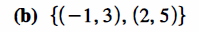 (b) {(−1, 3), (2, 5)}